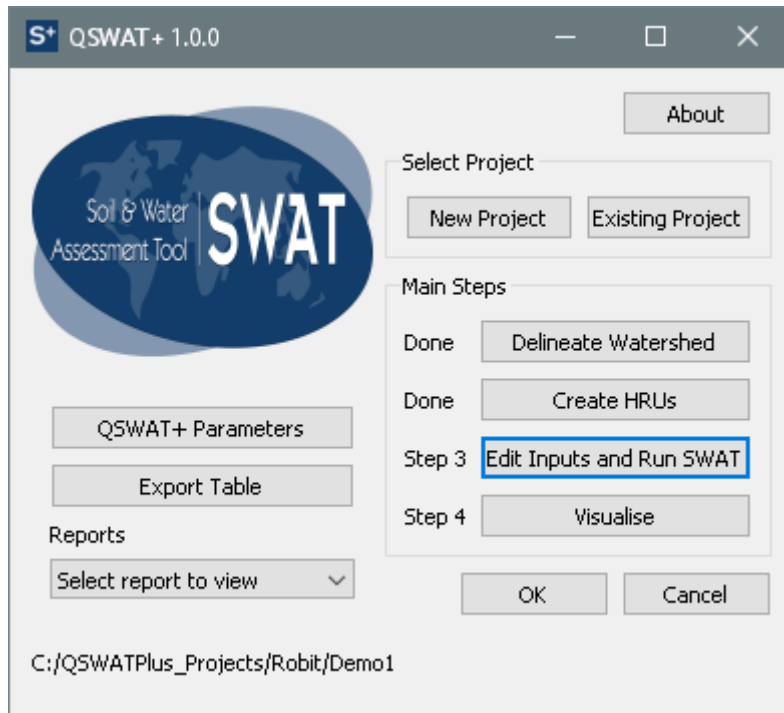 S+ QSWAT+ 1.0.0
About
Soil & Water
Assessment Tool
SWAT
Select Project
New Project Existing Project
Main Steps
Done Delineate Watershed
Done Create HRUs
Step 3 Edit Inputs and Run SWAT
Step 4 Visualise
QSWAT+ Parameters
Export Table
Reports
Select report to view
OK Cancel
C:/QSWATPlus_Projects/Robit/Demo1